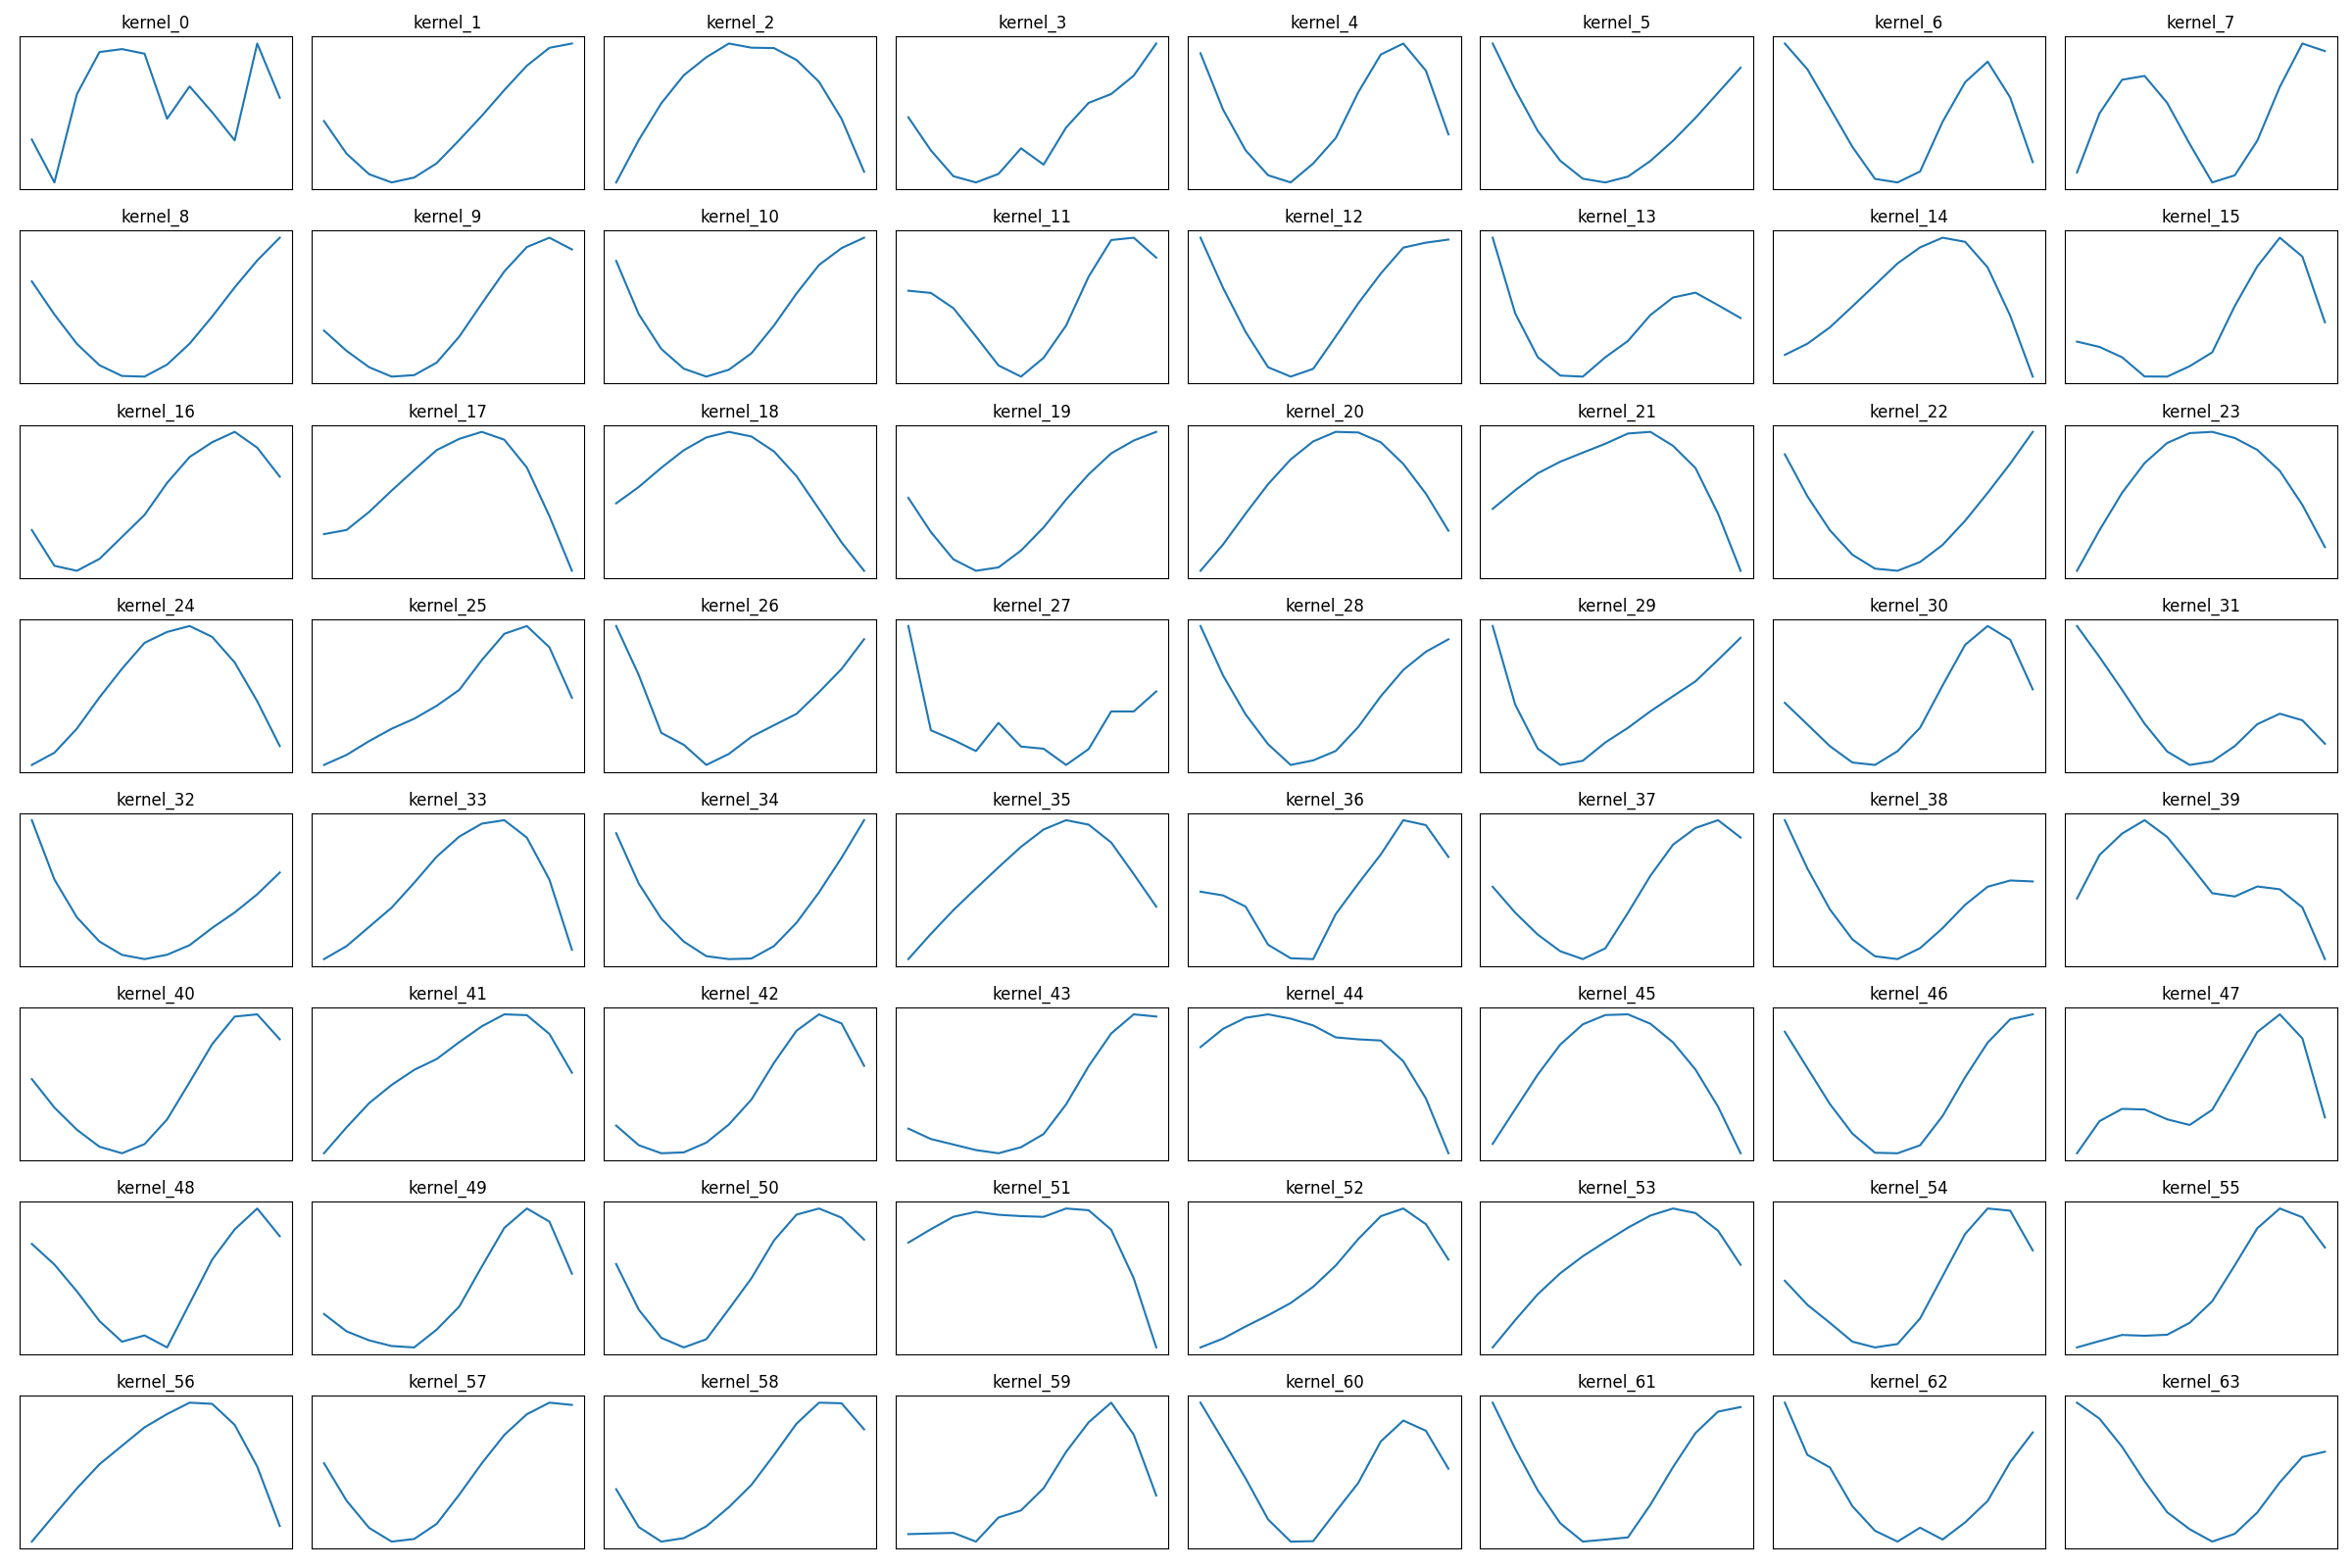 kernel_0 kernel_1 kernel_2 kernel_3 kernel_4 kernel_5 kernel_6 kernel_7
kernel_8 kernel_9 kernel_10 kernel_11 kernel_12 kernel_13 kernel_14 kernel_15
kernel_16 kernel_17 kernel_18 kernel_19 kernel_20 kernel_21 kernel_22 kernel_23
kernel_24 kernel_25 kernel_26 kernel_27 kernel_28 kernel_29 kernel_30 kernel_31
kernel_32 kernel_33 kernel_34 kernel_35 kernel_36 kernel_37 kernel_38 kernel_39
kernel_40 kernel_41 kernel_42 kernel_43 kernel_44 kernel_45 kernel_46 kernel_47
kernel_48 kernel_49 kernel_50 kernel_51 kernel_52 kernel_53 kernel_54 kernel_55
kernel_56 kernel_57 kernel_58 kernel_59 kernel_60 kernel_61 kernel_62 kernel_63